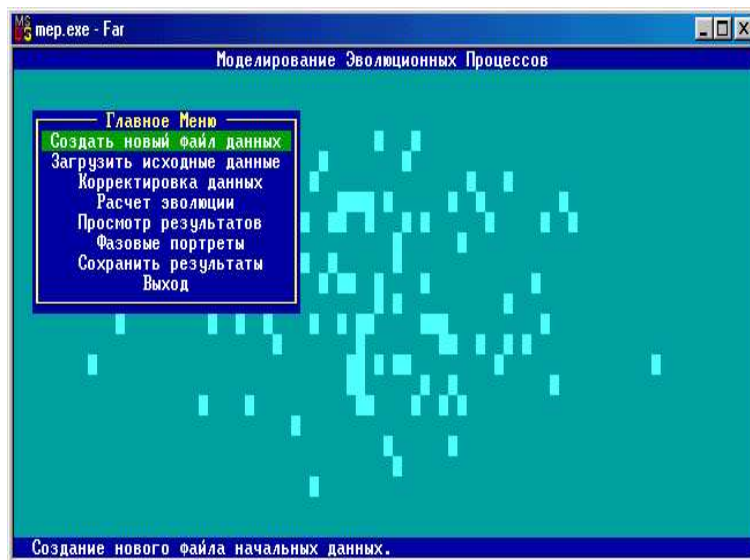 mep.exe - Far
Моделирование Эволюционных Процессов
Главное Меню
Создать новый файл данных
Загрузить исходные данные
Корректировка данных
Расчет эволюции
Просмотр результатов
Фазовые портреты
Сохранить результаты
Выход
Создание нового файла начальных данных.